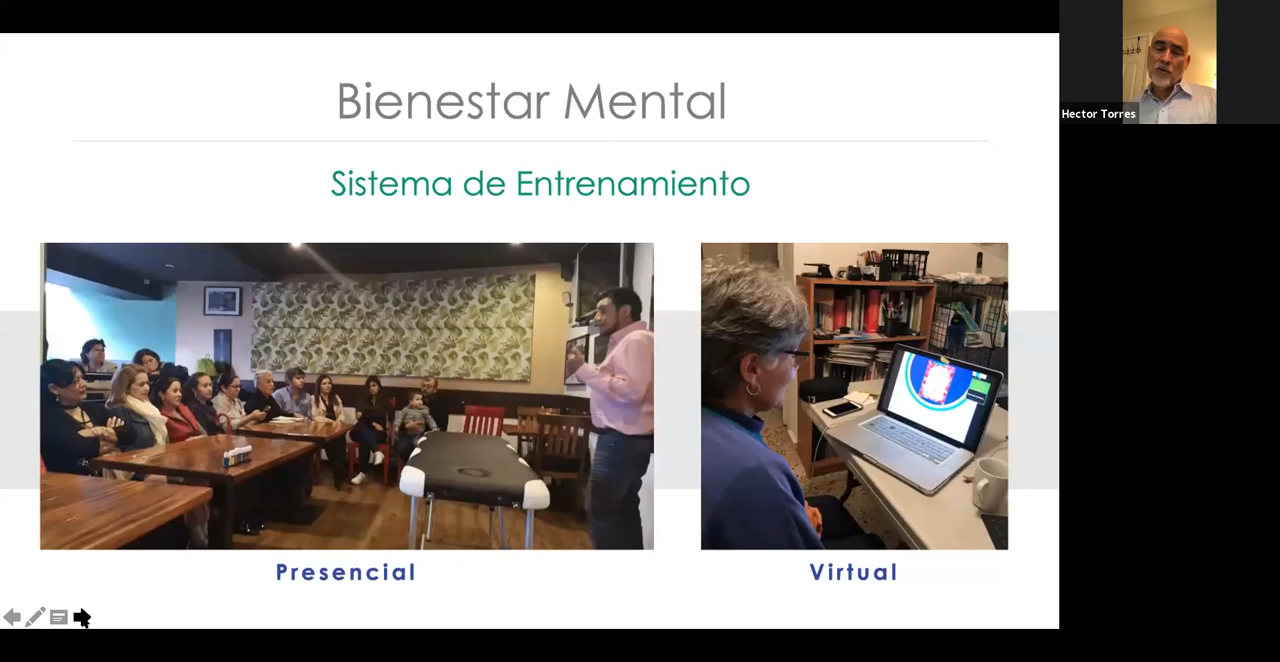 Bienestar Mental
Sistema de Entrenamiento
Presencial
Virtual
Hector Torres